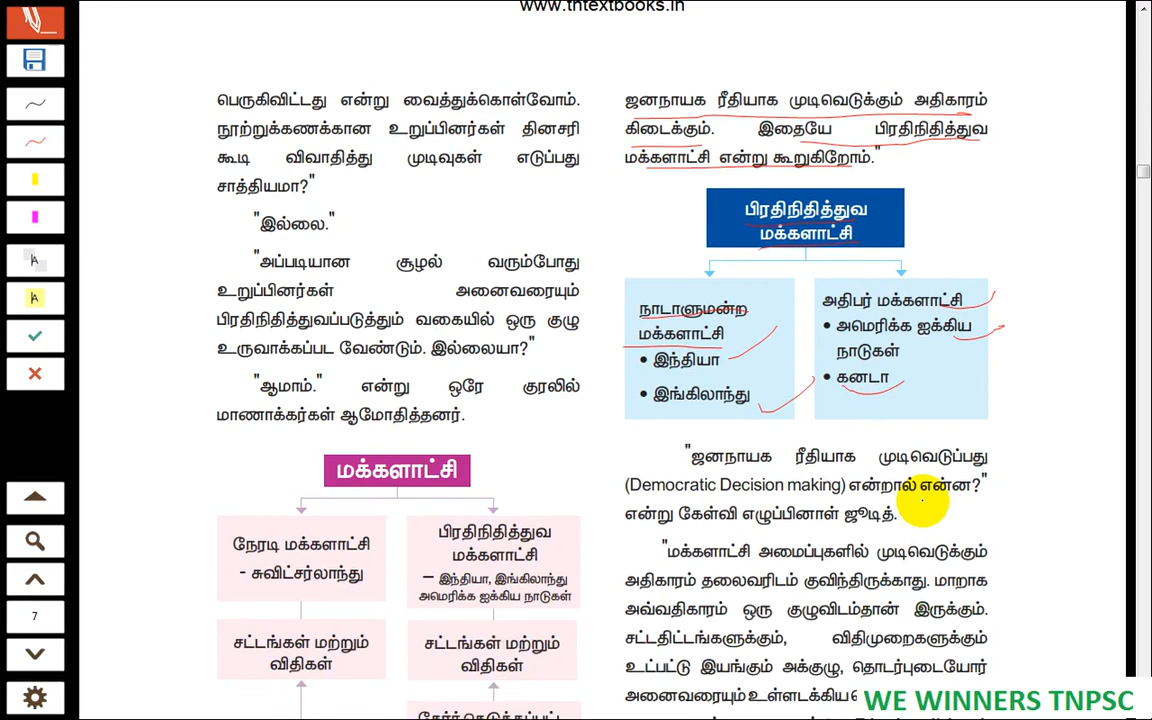 www.tntextbooks.in
பெருகிவிட்டது என்று வைத்துக்கொள்வோம்.
நூற்றுக்கணக்கான உறுப்பினர்கள் தினசரி
கூடி விவாதித்து முடிவுகள் எடுப்பது
சாத்தியமா?"
"இல்லை."
"அப்படியான சூழல் வரும்போது
உறுப்பினர்கள் அனைவரையும்
பிரதிநிதித்துவப்படுத்தும் வகையில் ஒரு குழு
உருவாக்கப்பட வேண்டும். இல்லையா?"
"ஆமாம்." என்று ஒரே குரலில்
மாணாக்கர்கள் ஆமோதித்தனர்.
மக்களாட்சி
நேரடி மக்களாட்சி
- சுவிட்சர்லாந்து
பிரதிநிதித்துவ
மக்களாட்சி
– இந்தியா, இங்கிலாந்து
அமெரிக்க ஐக்கிய நாடுகள்
சட்டங்கள் மற்றும்
விதிகள்
சட்டங்கள் மற்றும்
விதிகள்
ஜனநாயக ரீதியாக முடிவெடுக்கும் அதிகாரம்
கிடைக்கும். இதையே பிரதிநிதித்துவ
மக்களாட்சி என்று கூறுகிறோம்."
பிரதிநிதித்துவ
மக்களாட்சி
நாடாளுமன்ற
மக்களாட்சி
• இந்தியா
• இங்கிலாந்து
அதிபர் மக்களாட்சி
• அமெரிக்க ஐக்கிய
நாடுகள்
• கனடா
"ஜனநாயக ரீதியாக முடிவெடுப்பது
(Democratic Decision making) என்றால் என்ன?"
என்று கேள்வி எழுப்பினாள் ஜூடித்.
"மக்களாட்சி அமைப்புகளில் முடிவெடுக்கும்
அதிகாரம் தலைவரிடம் குவிந்திருக்காது. மாறாக
அவ்வதிகாரம் ஒரு குழுவிடம்தான் இருக்கும்.
சட்டதிட்டங்களுக்கும், விதிமுறைகளுக்கும்
உட்பட்டு இயங்கும் அக்குழு, தொடர்புடையோர்
அனைவரையும் உள்ளடக்கிய
7
WE WINNERS TNPSC